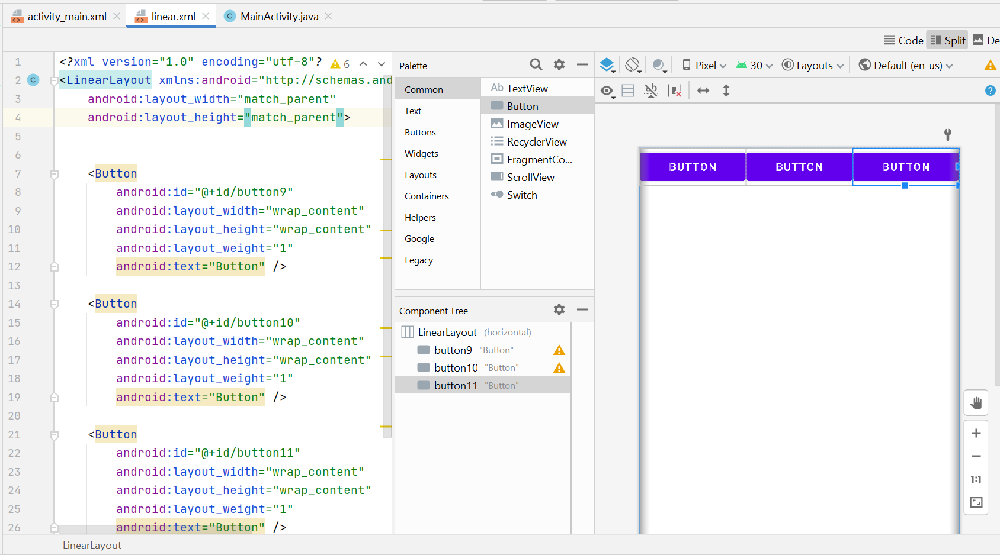 activity_main.xml
linear.xml
MainActivity.java
Code
Split
De
1 <?xml version="1.0" encoding="utf-8"? 6
2 <LinearLayout xmlns:android="http://schemas.and
3 android:layout_width="match_parent"
4 android:layout_height="match_parent">
5
6
7 <Button
8 android:id="@+id/button9"
9 android:layout_width="wrap_content"
10 android:layout_height="wrap_content"
11 android:layout_weight="1"
12 android:text="Button" />
13
14 <Button
15 android:id="@+id/button10"
16 android:layout_width="wrap_content"
17 android:layout_height="wrap_content"
18 android:layout_weight="1"
19 android:text="Button" />
20
21 <Button
22 android:id="@+id/button11"
23 android:layout_width="wrap_content"
24 android:layout_height="wrap_content"
25 android:layout_weight="1"
26 android:text="Button" />
LinearLayout
Palette
Common
Text
Buttons
Widgets
Layouts
Containers
Helpers
Google
Legacy
Ab TextView
Button
ImageView
RecyclerView
FragmentCo...
ScrollView
Switch
Component Tree
LinearLayout (horizontal)
button9 "Button"
button10 "Button"
button11 "Button"
Pixel
30
Layouts
Default (en-us)
?
BUTTON
BUTTON
BUTTON
1:1